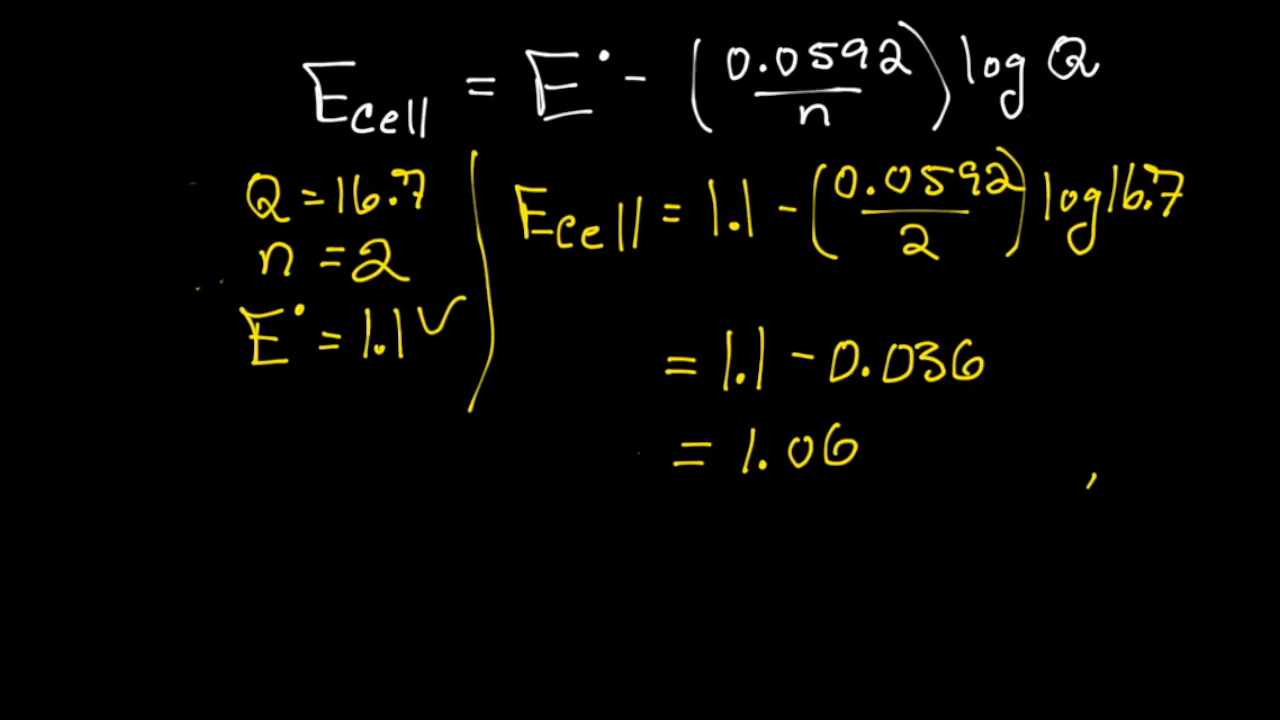 Ecell = E° - (0.0592/n) log Q
Q = 16.7
n = 2
E° = 1.1V
Ecell = 1.1 - (0.0592/2) log 16.7
= 1.1 - 0.036
= 1.06